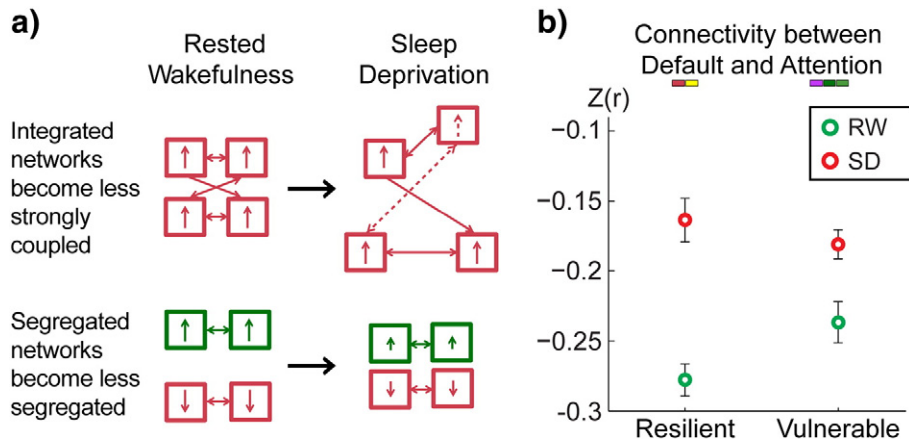 a)
Rested
Wakefulness
Sleep
Deprivation
Integrated
networks
become less
strongly
coupled
Segregated
networks
become less
segregated
b)
Connectivity between
Default and Attention
Z(r)
−0.1
−0.15
−0.2
−0.25
−0.3
RW
SD
Resilient
Vulnerable